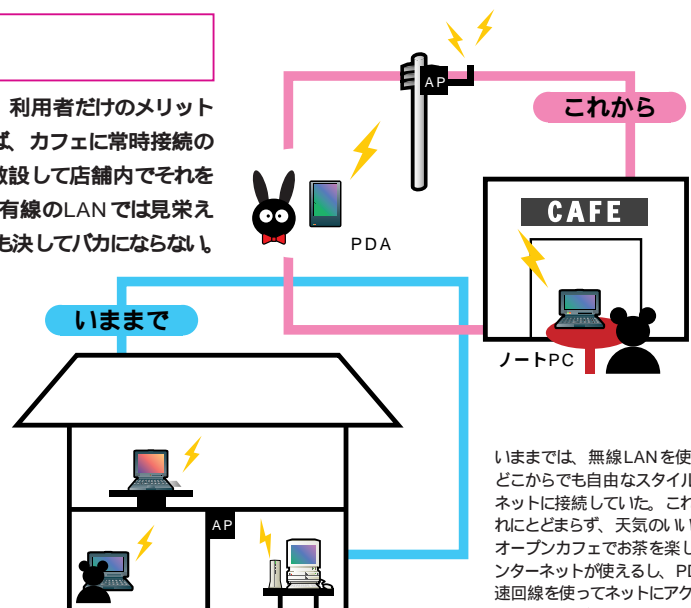 利用者だけのメリット
ば、カフェに常時接続の
敷設して店舗内でそれを
有線のLANでは見栄え
も決してバカにならない。
AP
これから
CAFE
PDA
いままで
ノートPC
AP
いままでは、無線LANを使
どこからでも自由なスタイル
ネットに接続していた。これ
れにとどまらず、天気のいい
オープンカフェでお茶を楽し
ンターネットが使えるし、PD
速回線を使ってネットにアク